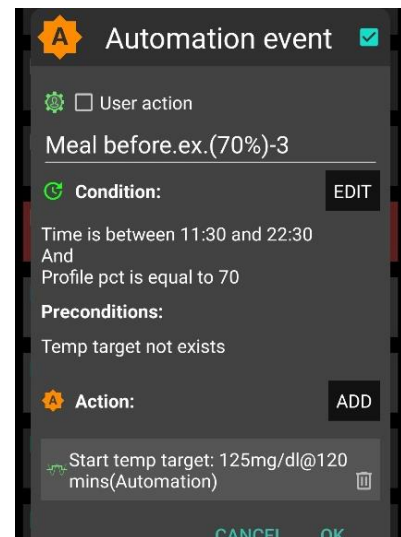 A Automation event
User action
Meal before.ex.(70%)-3
Condition: EDIT
Time is between 11:30 and 22:30
And
Profile pct is equal to 70
Preconditions:
Temp target not exists
A Action: ADD
Start temp target: 125mg/dl@120
mins(Automation)
CANCEL OK